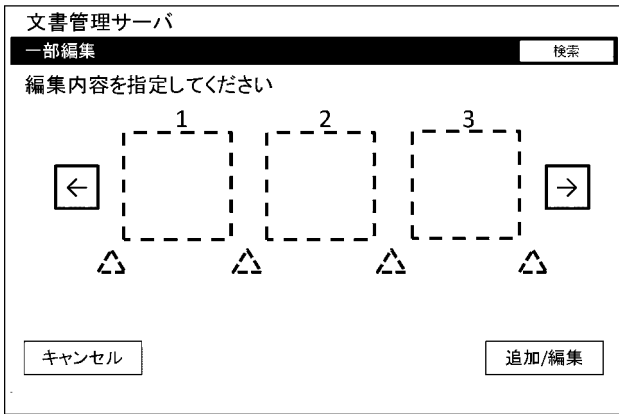 文書管理サーバ
一部編集 検索
編集内容を指定してください
1 2 3
← →
キャンセル 追加/編集